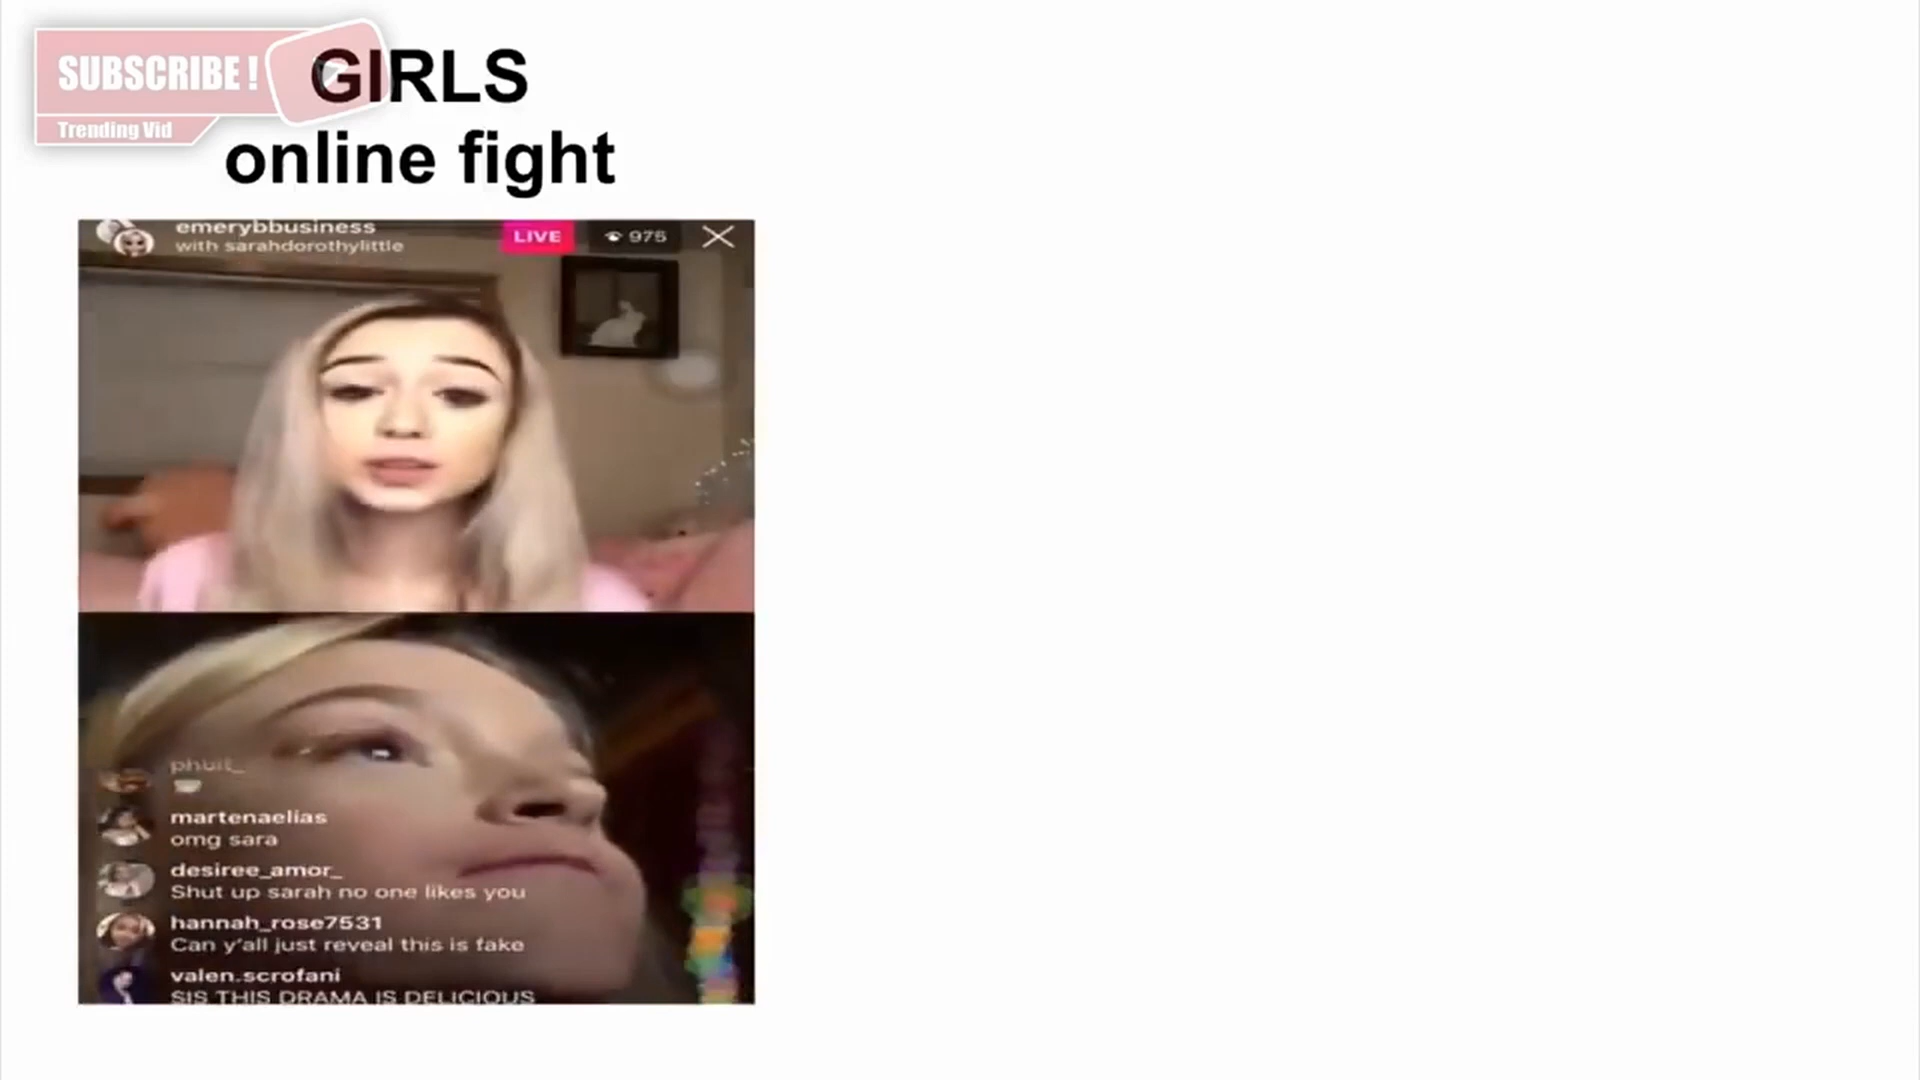 SUBSCRIBE !
Trending Vid
GIRLS
online fight
emerybbusiness
with sarahdorothylittle
LIVE
975
phuit_
martenaelias
omg sara
desiree_amor_
Shut up sarah no one likes you
hannah_rose7531
Can y'all just reveal this is fake
valen.scrofani
SIS THIS DRAMA IS DELICIOUS